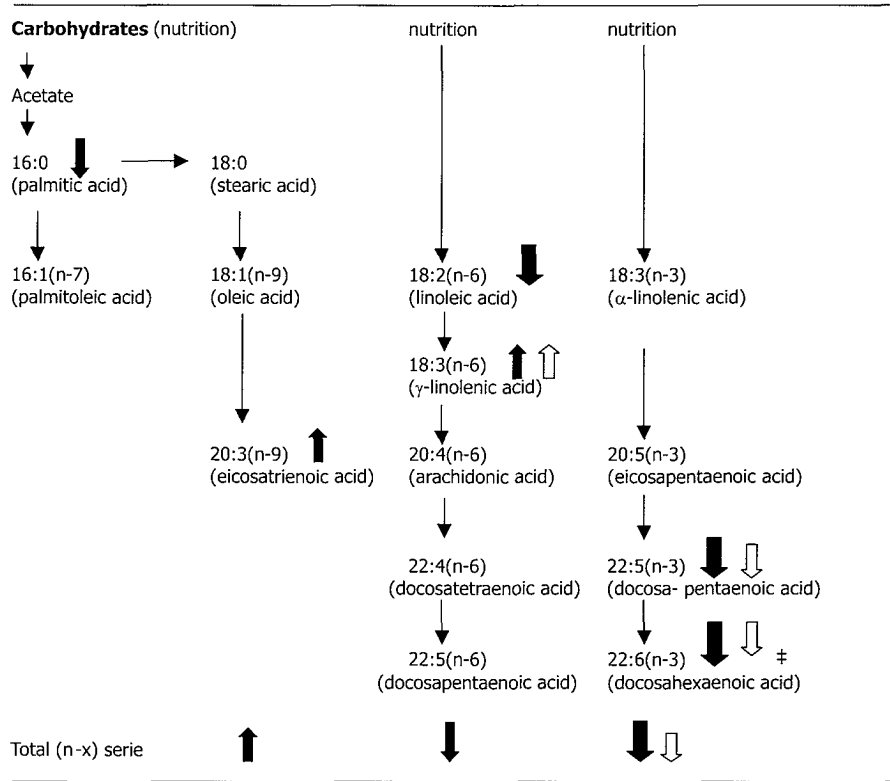 Carbohydrates (nutrition) nutrition nutrition
Acetate
16:0 18:0
(palmitic acid) (stearic acid)
16:1(n-7) 18:1(n-9) 18:2(n-6) 18:3(n-3)
(palmitoleic acid) (oleic acid) (linoleic acid) (α-linolenic acid)
18:3(n-6)
(γ-linolenic acid)
20:3(n-9) 20:4(n-6) 20:5(n-3)
(eicosatrienoic acid) (arachidonic acid) (eicosapentaenoic acid)
22:4(n-6) 22:5(n-3)
(docosatetraenoic acid) (docosa- pentaenoic acid)
22:5(n-6) 22:6(n-3) ‡
(docosapentaenoic acid) (docosahexaenoic acid)
Total (n-x) serie